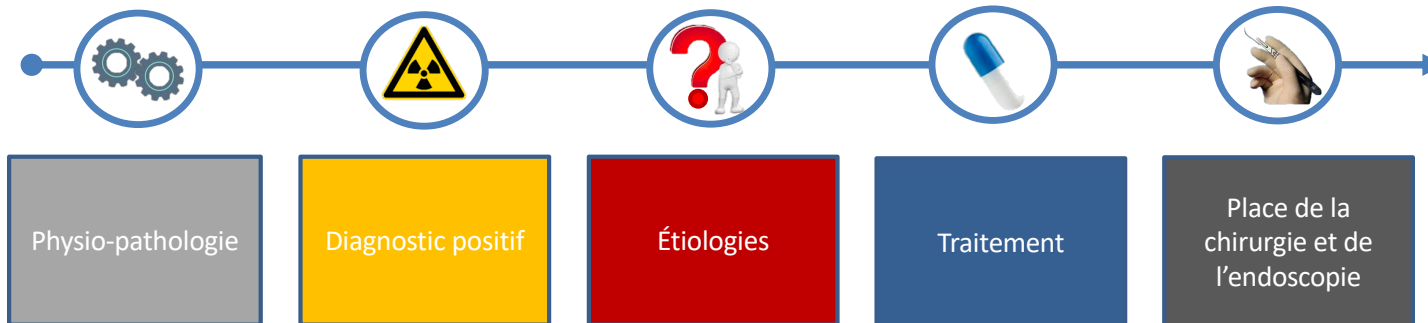 Physio-pathologie
Diagnostic positif
Étiologies
Traitement
Place de la
chirurgie et de
l’endoscopie